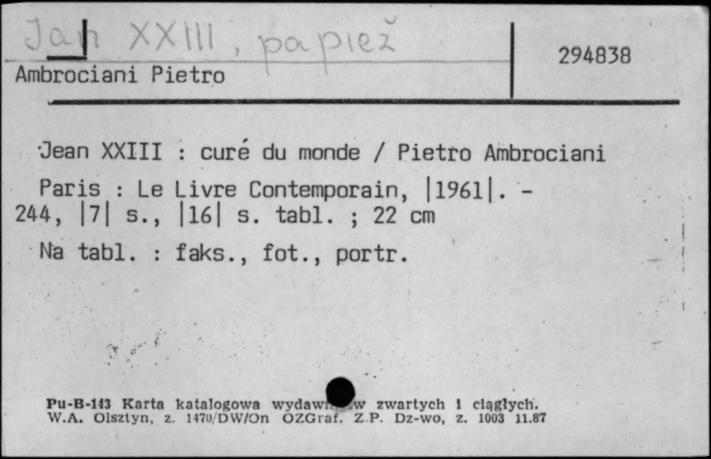 Jan XXIII, papież
294838
Ambrociani Pietro
Jean XXIII : curé du monde / Pietro Ambrociani
Paris : Le Livre Contemporain, |1961|. -
244, |7| s., |16| s. tabl. ; 22 cm
Na tabl. : faks., fot., portr.
Pu-B-143 Karta katalogowa zwartych i ciągłych.
W.A. Olsztyn, z. 1470/DW/On OZGraf. Z.P. Dz-wo, z. 1003 11.87